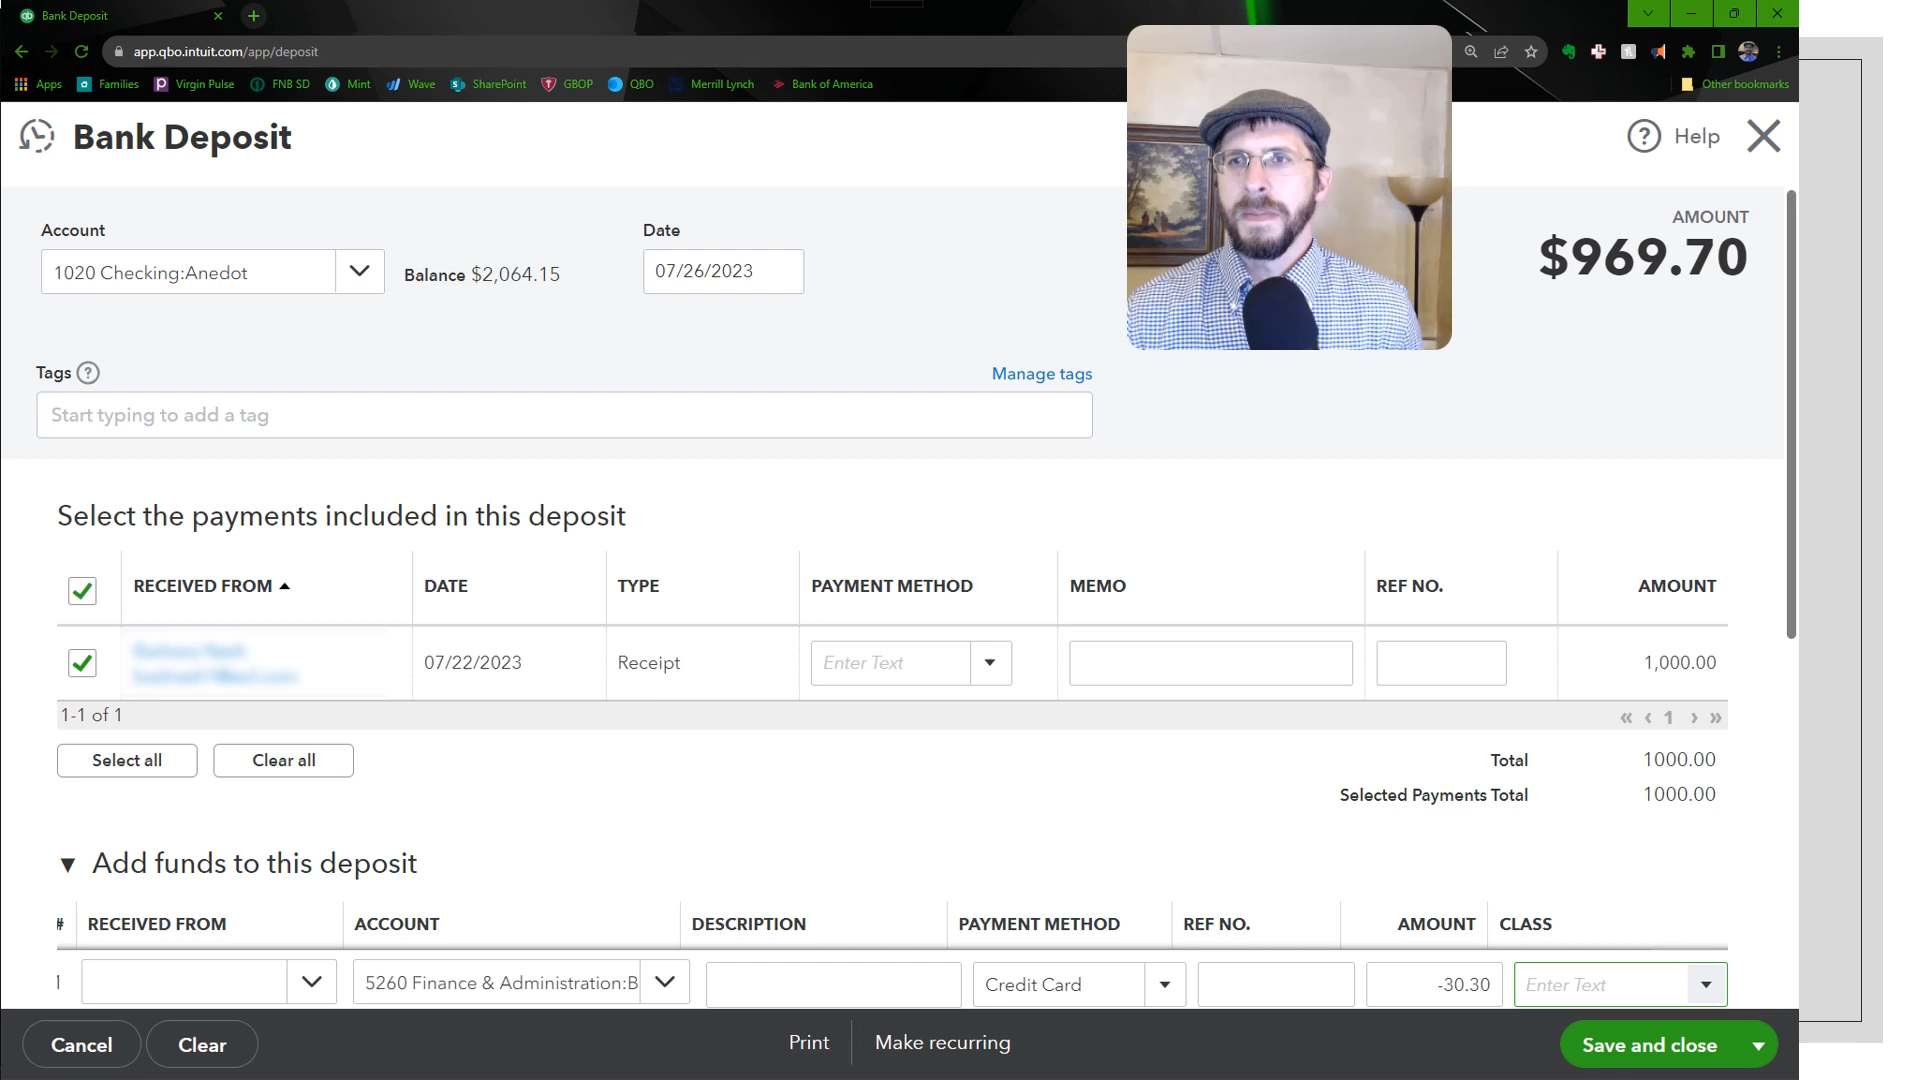 Bank Deposit
app.qbo.intuit.com/app/deposit
Apps Families Virgin Pulse FNB SD Mint Wave SharePoint GBOP QBO Merrill Lynch Bank of America Other bookmarks
Bank Deposit
Help
Account
Date
AMOUNT
1020 Checking:Anedot
Balance $2,064.15
07/26/2023
$969.70
Tags
Manage tags
Start typing to add a tag
Select the payments included in this deposit
RECEIVED FROM DATE TYPE PAYMENT METHOD MEMO REF NO. AMOUNT
07/22/2023 Receipt Enter Text 1,000.00
1-1 of 1
« ‹ 1 › »
Select all Clear all
Total 1000.00
Selected Payments Total 1000.00
Add funds to this deposit
# RECEIVED FROM ACCOUNT DESCRIPTION PAYMENT METHOD REF NO. AMOUNT CLASS
1 5260 Finance & Administration:B Credit Card -30.30 Enter Text
Cancel Clear Print Make recurring Save and close